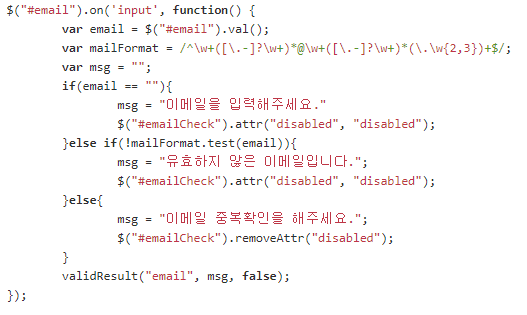 $("#email").on('input', function() {
        var email = $("#email").val();
        var mailFormat = /^\w+([\.-]?\w+)*@\w+([\.-]?\w+)*(\.\w{2,3})+$/;
        var msg = "";
        if(email == ""){
                msg = "이메일을 입력해주세요."
                $("#emailCheck").attr("disabled", "disabled");
        }else if(!mailFormat.test(email)){
                msg = "유효하지 않은 이메일입니다.";
                $("#emailCheck").attr("disabled", "disabled");
        }else{
                msg = "이메일 중복확인을 해주세요.";
                $("#emailCheck").removeAttr("disabled");
        }
        validResult("email", msg, false);
});